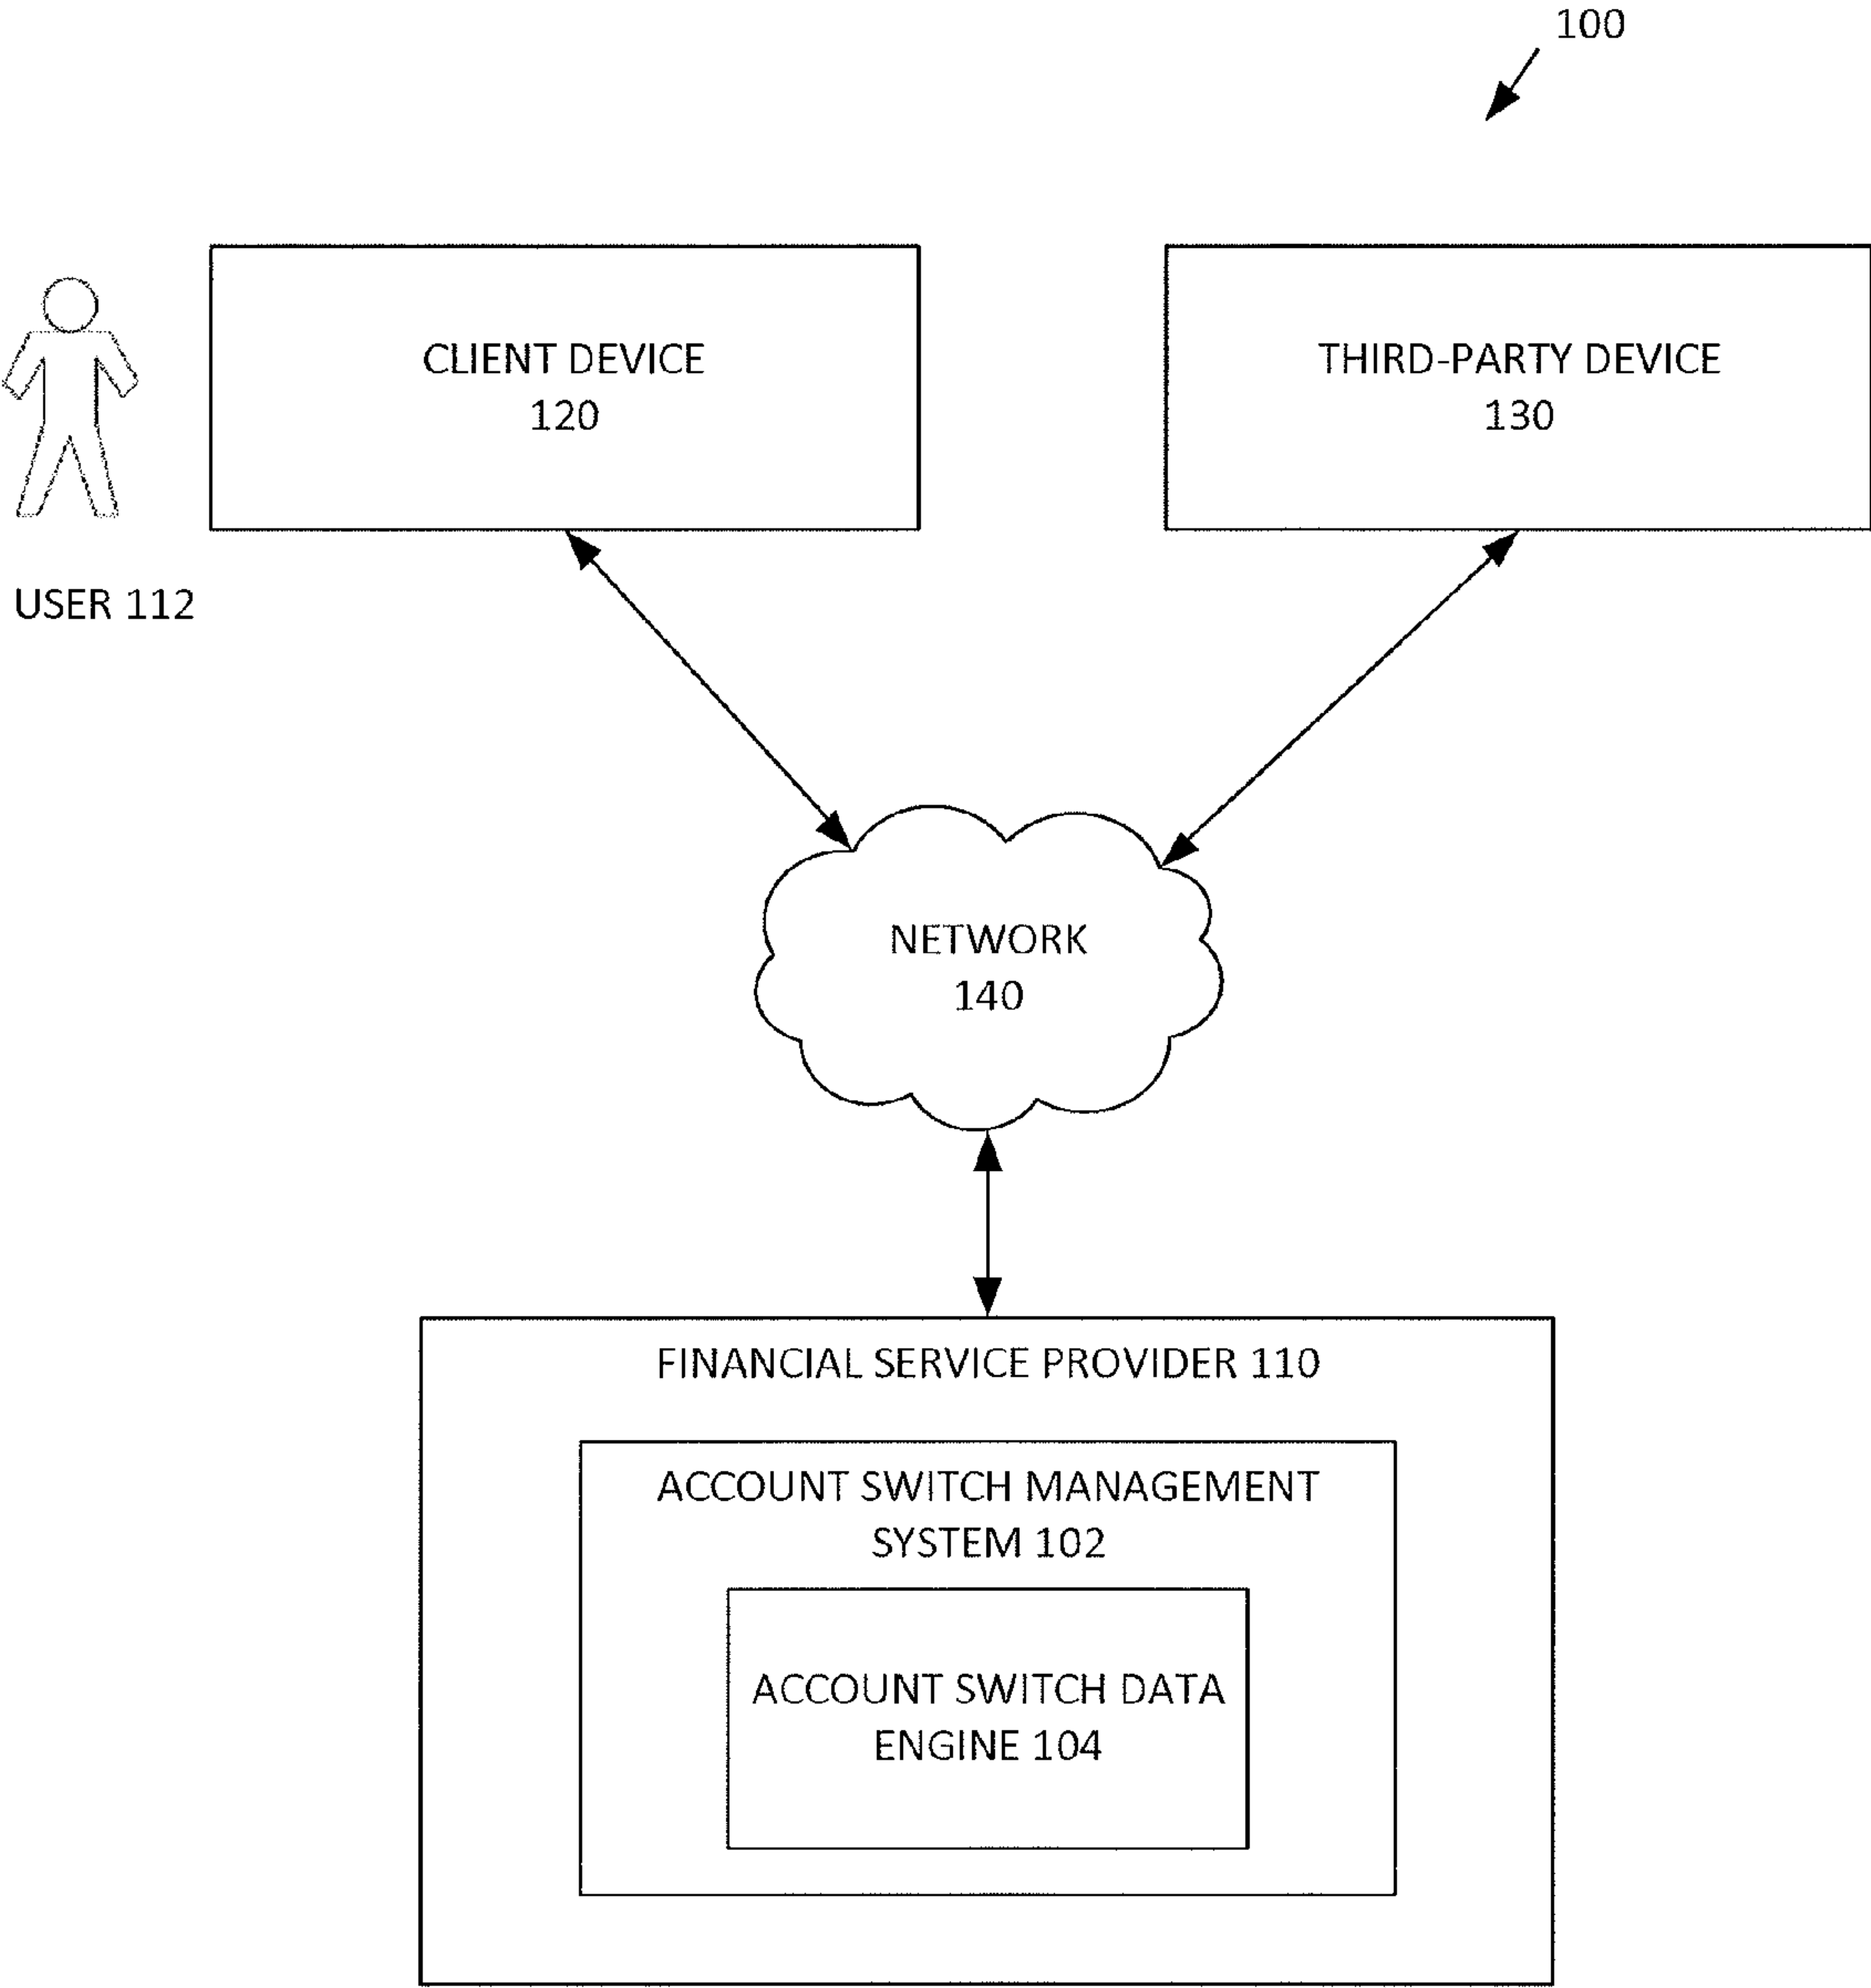 100
CLIENT DEVICE
120
THIRD-PARTY DEVICE
130
USER 112
NETWORK
140
FINANCIAL SERVICE PROVIDER 110
ACCOUNT SWITCH MANAGEMENT
SYSTEM 102
ACCOUNT SWITCH DATA
ENGINE 104